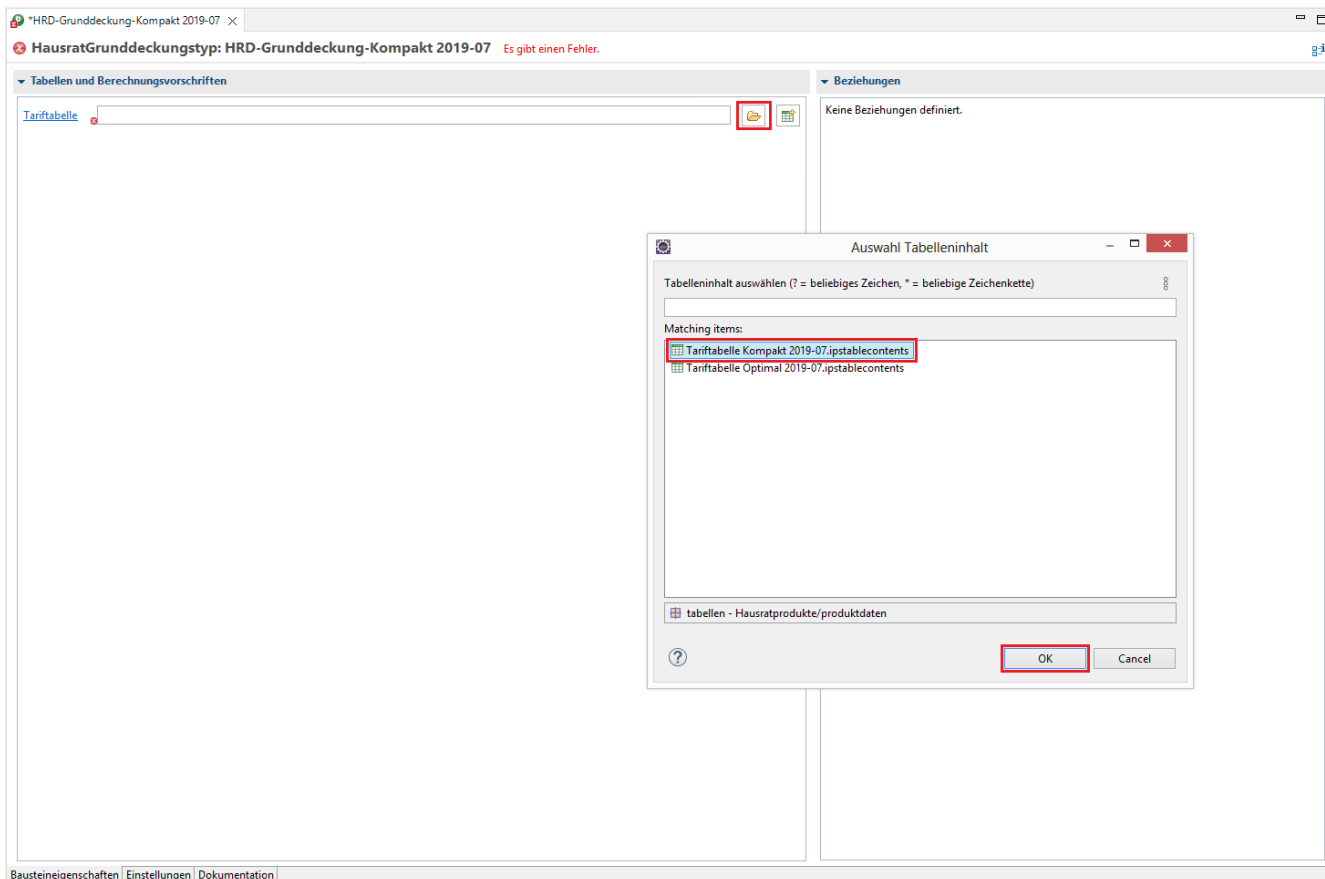 *HRD-Grunddeckung-Kompakt 2019-07
HausratGrunddeckungstyp: HRD-Grunddeckung-Kompakt 2019-07 Es gibt einen Fehler.
Tabellen und Berechnungsvorschriften
Beziehungen
Tariftabelle
Keine Beziehungen definiert.
Auswahl Tabelleninhalt
Tabelleninhalt auswählen (? = beliebiges Zeichen, * = beliebige Zeichenkette)
Matching items:
Tariftabelle Kompakt 2019-07.ipstablecontents
Tariftabelle Optimal 2019-07.ipstablecontents
tabellen - Hausratprodukte/produktdaten
OK Cancel
Bausteineigenschaften Einstellungen Dokumentation